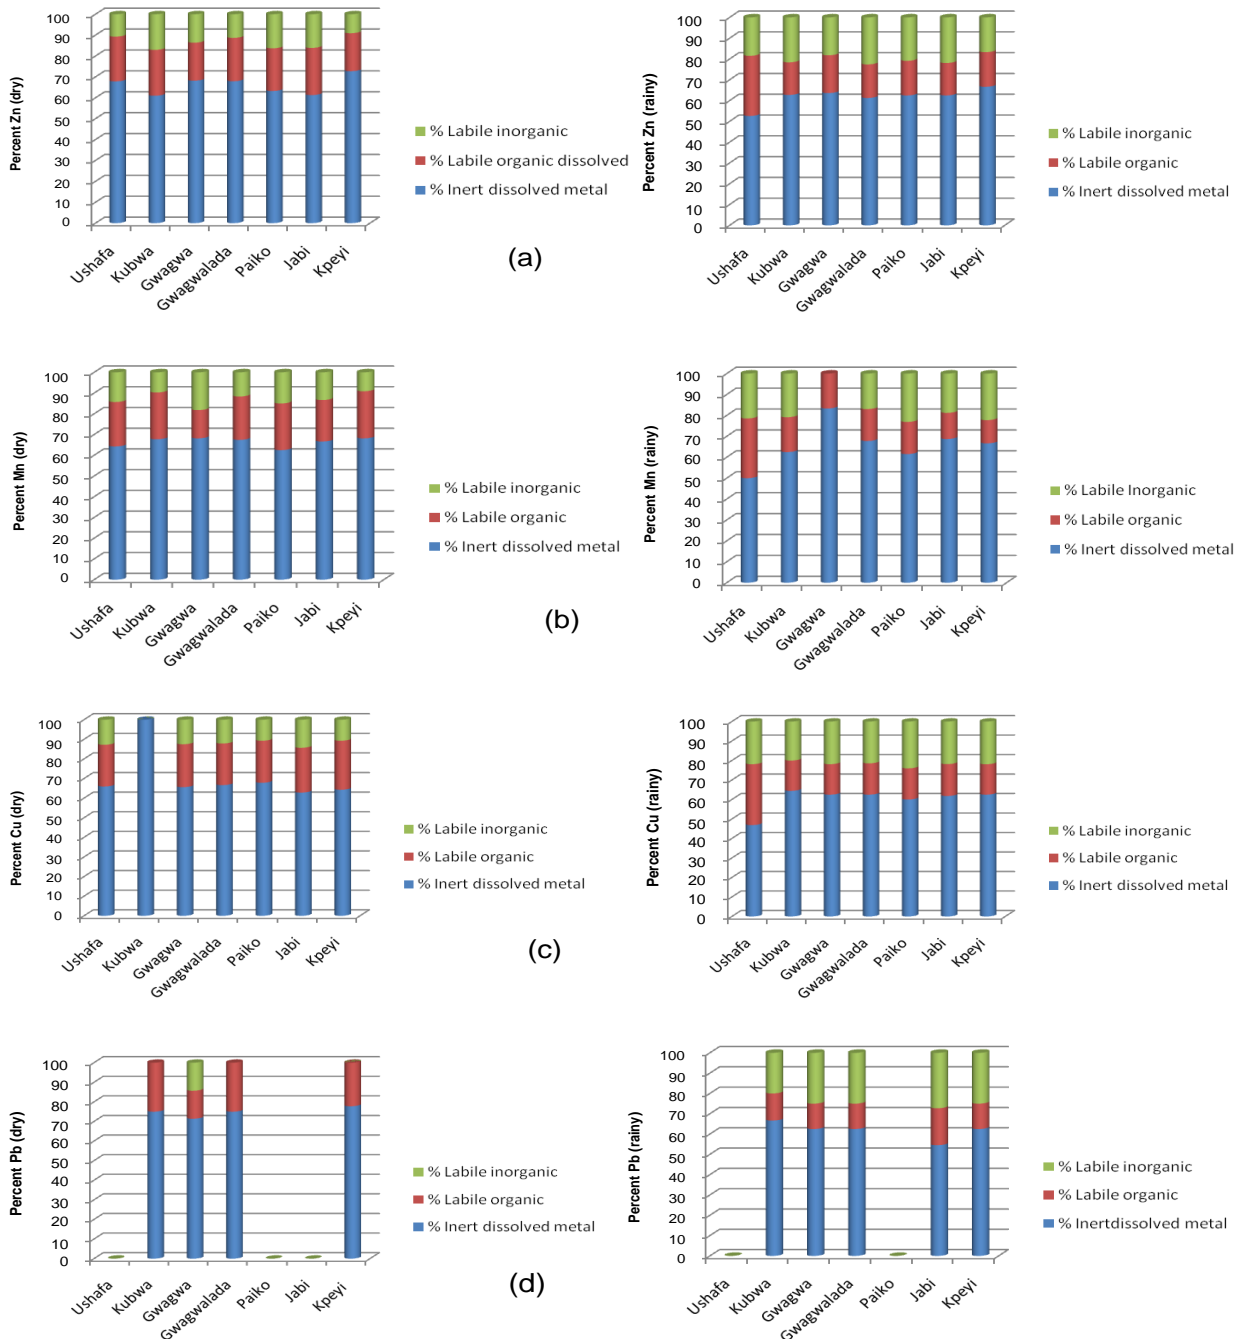 Percent Zn (dry)
100
90
80
70
60
50
40
30
20
10
0
Ushafa
Kubwa
Gwagwa
Gwagwalada
Paiko
Jabi
Kpeyi
% Labile inorganic
% Labile organic dissolved
% Inert dissolved metal
(a)
Percent Zn (rainy)
100
90
80
70
60
50
40
30
20
10
0
Ushafa
Kubwa
Gwagwa
Gwagwalada
Paiko
Jabi
Kpeyi
% Labile inorganic
% Labile organic
% Inert dissolved metal
Percent Mn (dry)
100
90
80
70
60
50
40
30
20
10
0
Ushafa
Kubwa
Gwagwa
Gwagwalada
Paiko
Jabi
Kpeyi
% Labile inorganic
% Labile organic
% Inert dissolved metal
(b)
Percent Mn (rainy)
100
90
80
70
60
50
40
30
20
10
0
Ushafa
Kubwa
Gwagwa
Gwagwalada
Paiko
Jabi
Kpeyi
% Labile Inorganic
% Labile organic
% Inert dissolved metal
Percent Cu (dry)
100
90
80
70
60
50
40
30
20
10
0
Ushafa
Kubwa
Gwagwa
Gwagwalada
Paiko
Jabi
Kpeyi
% Labile inorganic
% Labile organic
% Inert dissolved metal
(c)
Percent Cu (rainy)
100
90
80
70
60
50
40
30
20
10
0
Ushafa
Kubwa
Gwagwa
Gwagwalada
Paiko
Jabi
Kpeyi
% Labile inorganic
% Labile organic
% Inert dissolved metal
Percent Pb (dry)
100
90
80
70
60
50
40
30
20
10
0
Ushafa
Kubwa
Gwagwa
Gwagwalada
Paiko
Jabi
Kpeyi
% Labile inorganic
% Labile organic
% Inert dissolved metal
(d)
Percent Pb (rainy)
100
90
80
70
60
50
40
30
20
10
0
Ushafa
Kubwa
Gwagwa
Gwagwalada
Paiko
Jabi
Kpeyi
% Labile inorganic
% Labile organic
% Inertdissolved metal